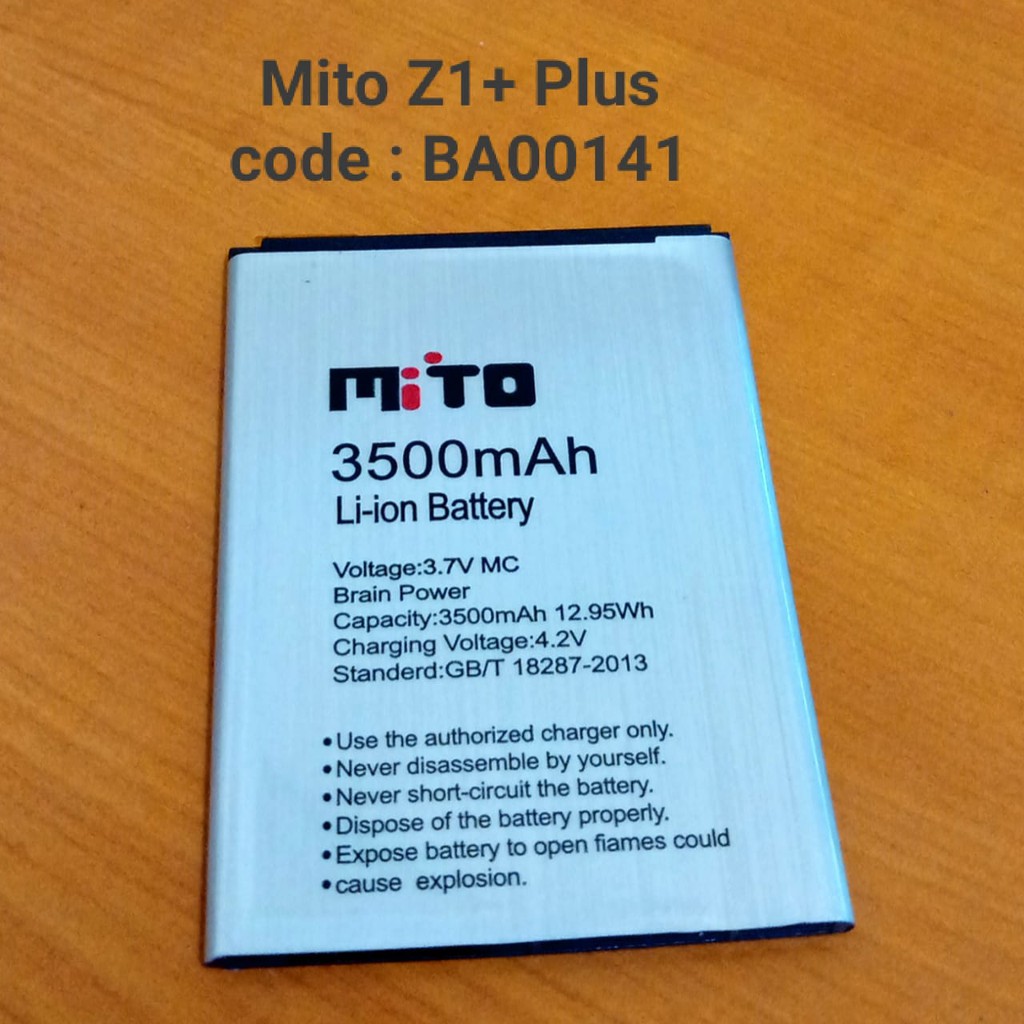 Mito Z1+ Plus
code : BA00141
MiTO
3500mAh
Li-ion Battery
Voltage:3.7V MC
Brain Power
Capacity:3500mAh 12.95Wh
Charging Voltage:4.2V
Standerd:GB/T 18287-2013
•Use the authorized charger only.
•Never disassemble by yourself.
•Never short-circuit the battery.
•Dispose of the battery properly.
•Expose battery to open fiames could
•cause explosion.